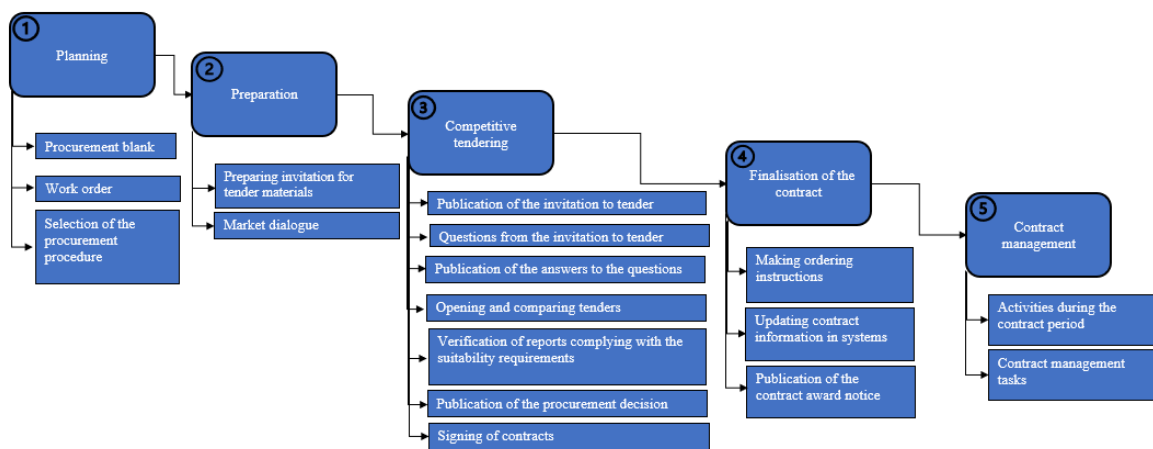 1
Planning
Procurement blank
Work order
Selection of the
procurement
procedure
2
Preparation
Preparing invitation for
tender materials
Market dialogue
3
Competitive
tendering
Publication of the invitation to tender
Questions from the invitation to tender
Publication of the answers to the questions
Opening and comparing tenders
Verification of reports complying with the
suitability requirements
Publication of the procurement decision
Signing of contracts
4
Finalisation of the
contract
Making ordering
instructions
Updating contract
information in systems
Publication of the
contract award notice
5
Contract
management
Activities during the
contract period
Contract management
tasks